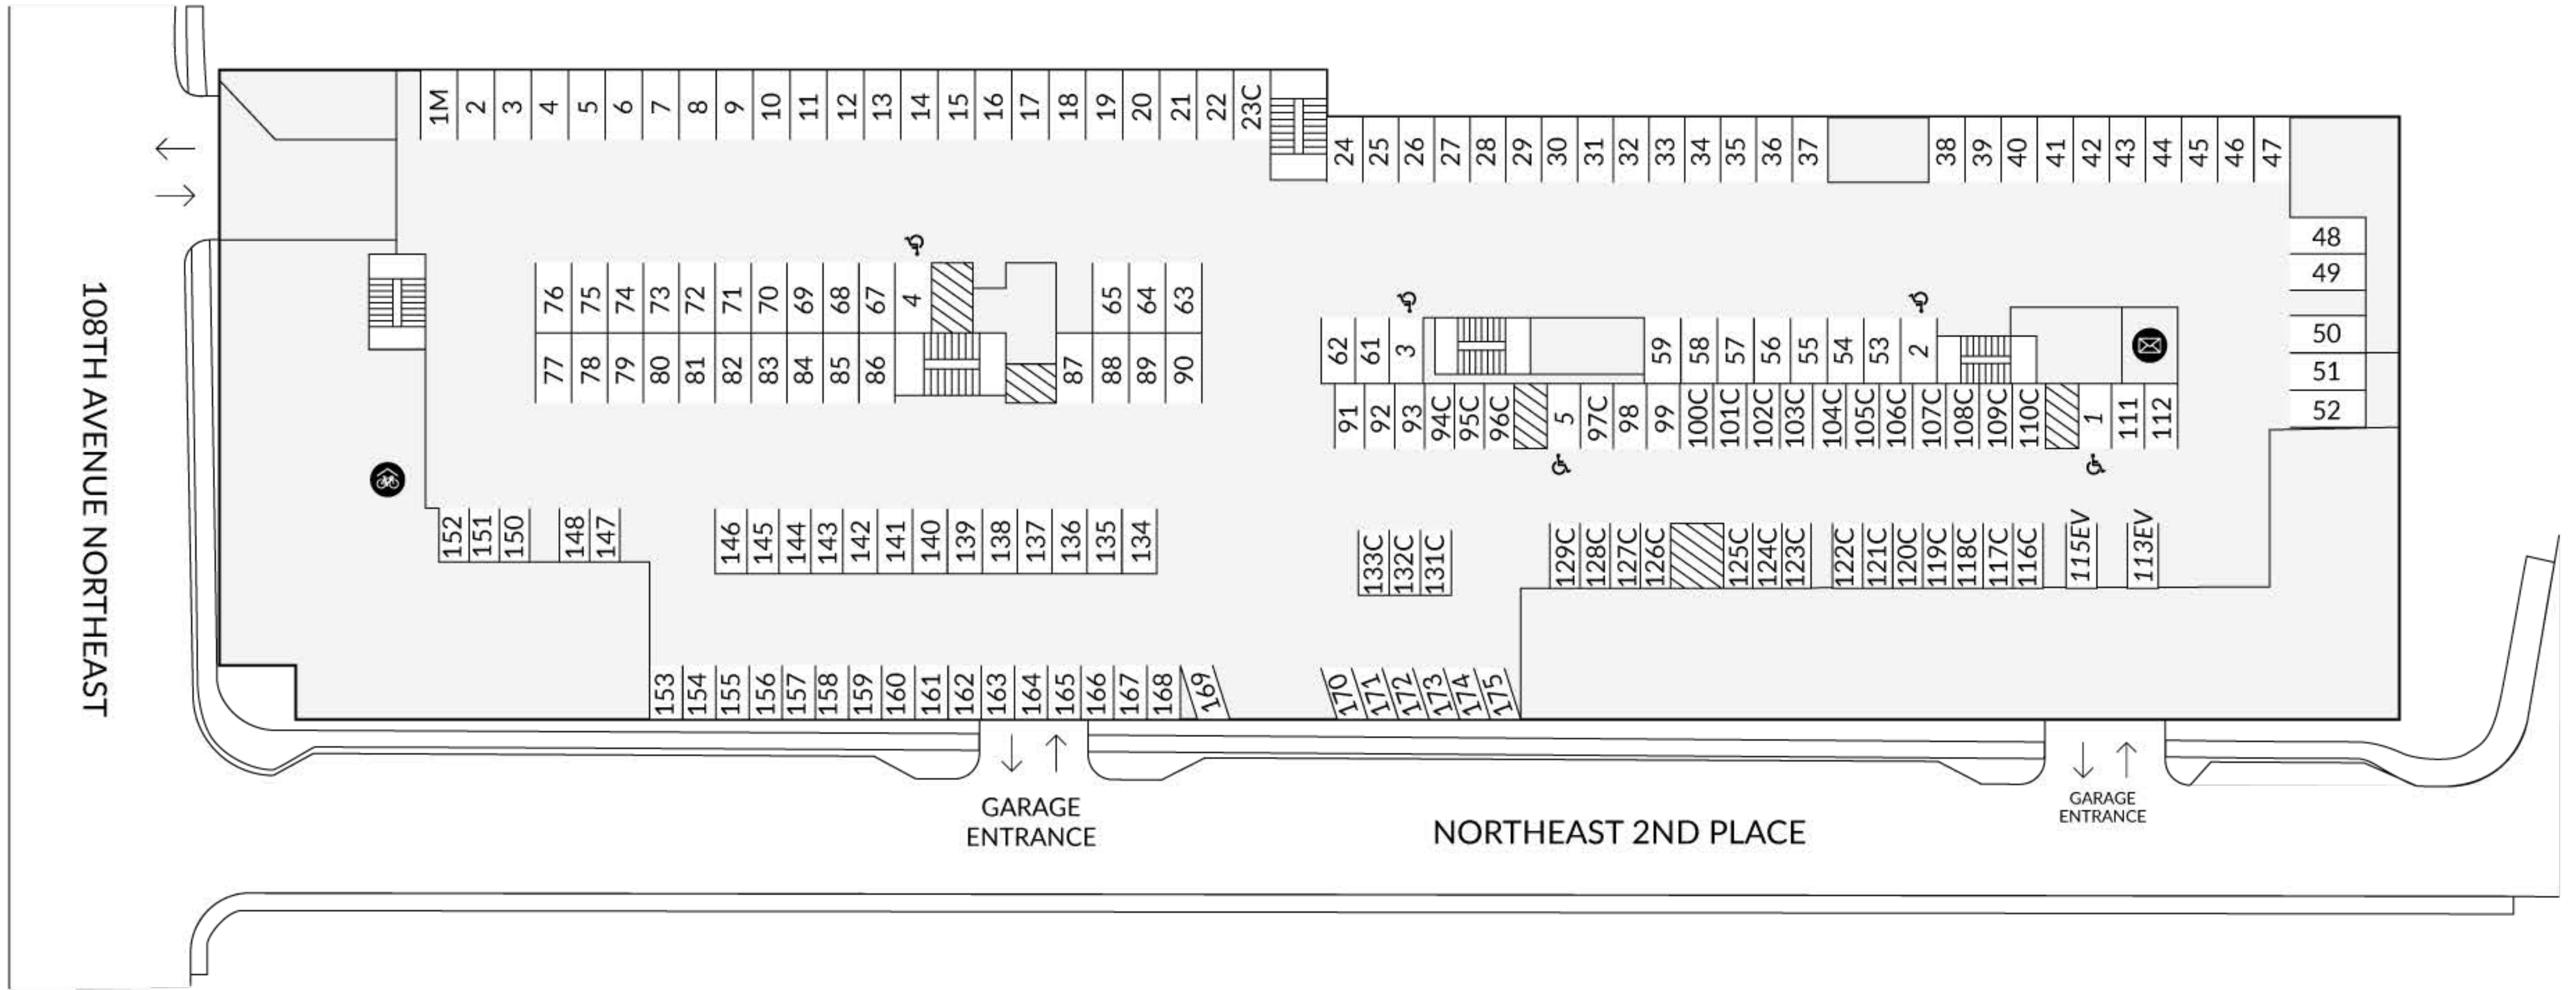 1M 2 3 4 5 6 7 8 9 10 11 12 13 14 15 16 17 18 19 20 21 22 23C
24 25 26 27 28 29 30 31 32 33 34 35 36 37 38 39 40 41 42 43 44 45 46 47
48
49
50
51
52
76 75 74 73 72 71 70 69 68 67 4 65 64 63
77 78 79 80 81 82 83 84 85 86 87 88 89 90
62 61 3 59 58 57 56 55 54 53 2
91 92 93 94C 95C 96C 5 97C 98 99 100C 101C 102C 103C 104C 105C 106C 107C 108C 109C 110C 1 111 112
152 151 150 148 147 146 145 144 143 142 141 140 139 138 137 136 135 134
133C 132C 131C 129C 128C 127C 126C 125C 124C 123C 122C 121C 120C 119C 118C 117C 116C 115EV 113EV
153 154 155 156 157 158 159 160 161 162 163 164 165 166 167 168 169 170 171 172 173 174 175
108TH AVENUE NORTHEAST
GARAGE
ENTRANCE
NORTHEAST 2ND PLACE
GARAGE
ENTRANCE